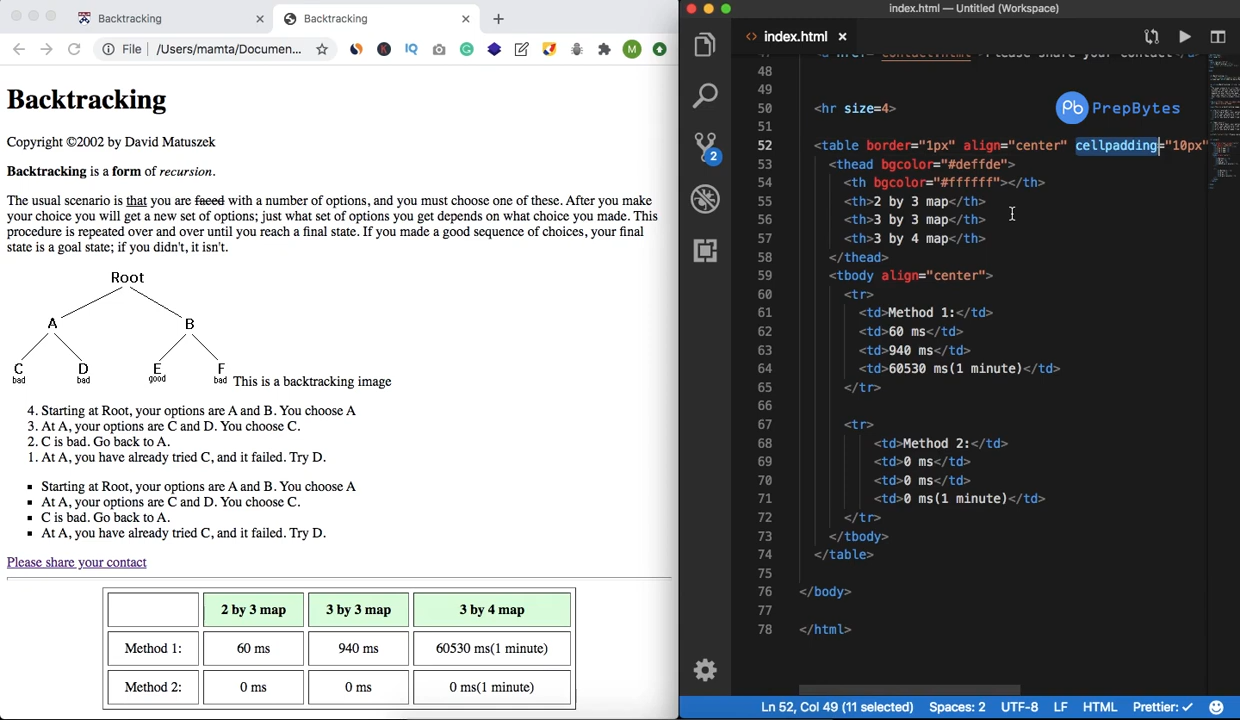 Backtracking
Backtracking
File /Users/mamta/Documen...
IQ
M
Backtracking
Copyright ©2002 by David Matuszek
Backtracking is a form of recursion.
The usual scenario is that you are faced with a number of options, and you must choose one of these. After you make
your choice you will get a new set of options; just what set of options you get depends on what choice you made. This
procedure is repeated over and over until you reach a final state. If you made a good sequence of choices, your final
state is a goal state; if you didn't, it isn't.
Root
A B
C D E F
bad bad good bad
This is a backtracking image
4. Starting at Root, your options are A and B. You choose A
3. At A, your options are C and D. You choose C.
2. C is bad. Go back to A.
1. At A, you have already tried C, and it failed. Try D.
Starting at Root, your options are A and B. You choose A
At A, your options are C and D. You choose C.
C is bad. Go back to A.
At A, you have already tried C, and it failed. Try D.
Please share your contact
2 by 3 map 3 by 3 map 3 by 4 map
Method 1: 60 ms 940 ms 60530 ms(1 minute)
Method 2: 0 ms 0 ms 0 ms(1 minute)
index.html — Untitled (Workspace)
<> index.html
2
Pb PrepBytes
48
49
50 <hr size=4>
51
52 <table border="1px" align="center" cellpadding="10px"
53 <thead bgcolor="#deffde">
54 <th bgcolor="#ffffff"></th>
55 <th>2 by 3 map</th>
56 <th>3 by 3 map</th>
57 <th>3 by 4 map</th>
58 </thead>
59 <tbody align="center">
60 <tr>
61 <td>Method 1:</td>
62 <td>60 ms</td>
63 <td>940 ms</td>
64 <td>60530 ms(1 minute)</td>
65 </tr>
66
67 <tr>
68 <td>Method 2:</td>
69 <td>0 ms</td>
70 <td>0 ms</td>
71 <td>0 ms(1 minute)</td>
72 </tr>
73 </tbody>
74 </table>
75
76 </body>
77
78 </html>
Ln 52, Col 49 (11 selected) Spaces: 2 UTF-8 LF HTML Prettier: ✓